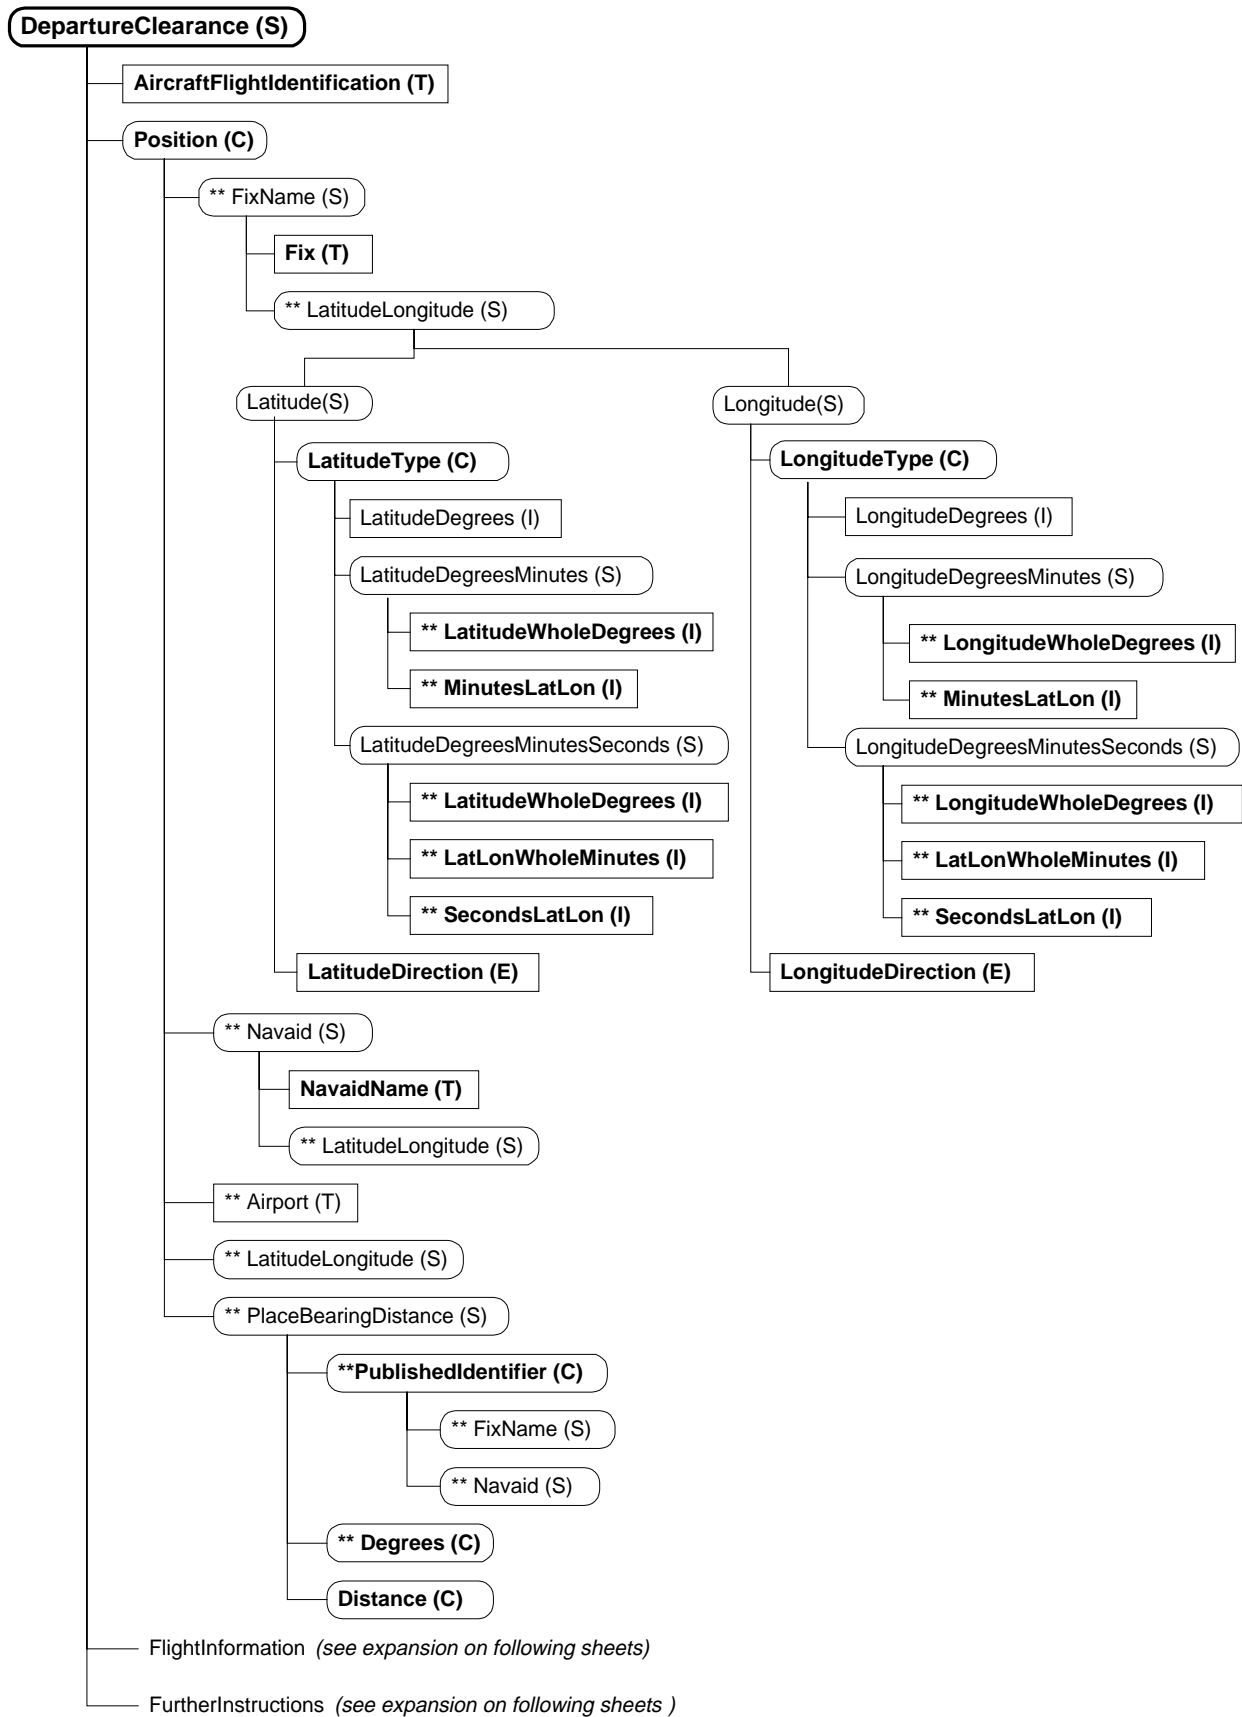 DepartureClearance (S)
AircraftFlightIdentification (T)
Position (C)
** FixName (S)
Fix (T)
** LatitudeLongitude (S)
Latitude(S)
Longitude(S)
LatitudeType (C)
LongitudeType (C)
LatitudeDegrees (I)
LongitudeDegrees (I)
LatitudeDegreesMinutes (S)
LongitudeDegreesMinutes (S)
** LatitudeWholeDegrees (I)
** LongitudeWholeDegrees (I)
** MinutesLatLon (I)
** MinutesLatLon (I)
LatitudeDegreesMinutesSeconds (S)
LongitudeDegreesMinutesSeconds (S)
** LatitudeWholeDegrees (I)
** LongitudeWholeDegrees (I)
** LatLonWholeMinutes (I)
** LatLonWholeMinutes (I)
** SecondsLatLon (I)
** SecondsLatLon (I)
LatitudeDirection (E)
LongitudeDirection (E)
** Navaid (S)
NavaidName (T)
** LatitudeLongitude (S)
** Airport (T)
** LatitudeLongitude (S)
** PlaceBearingDistance (S)
**PublishedIdentifier (C)
** FixName (S)
** Navaid (S)
** Degrees (C)
Distance (C)
FlightInformation (see expansion on following sheets)
FurtherInstructions (see expansion on following sheets )